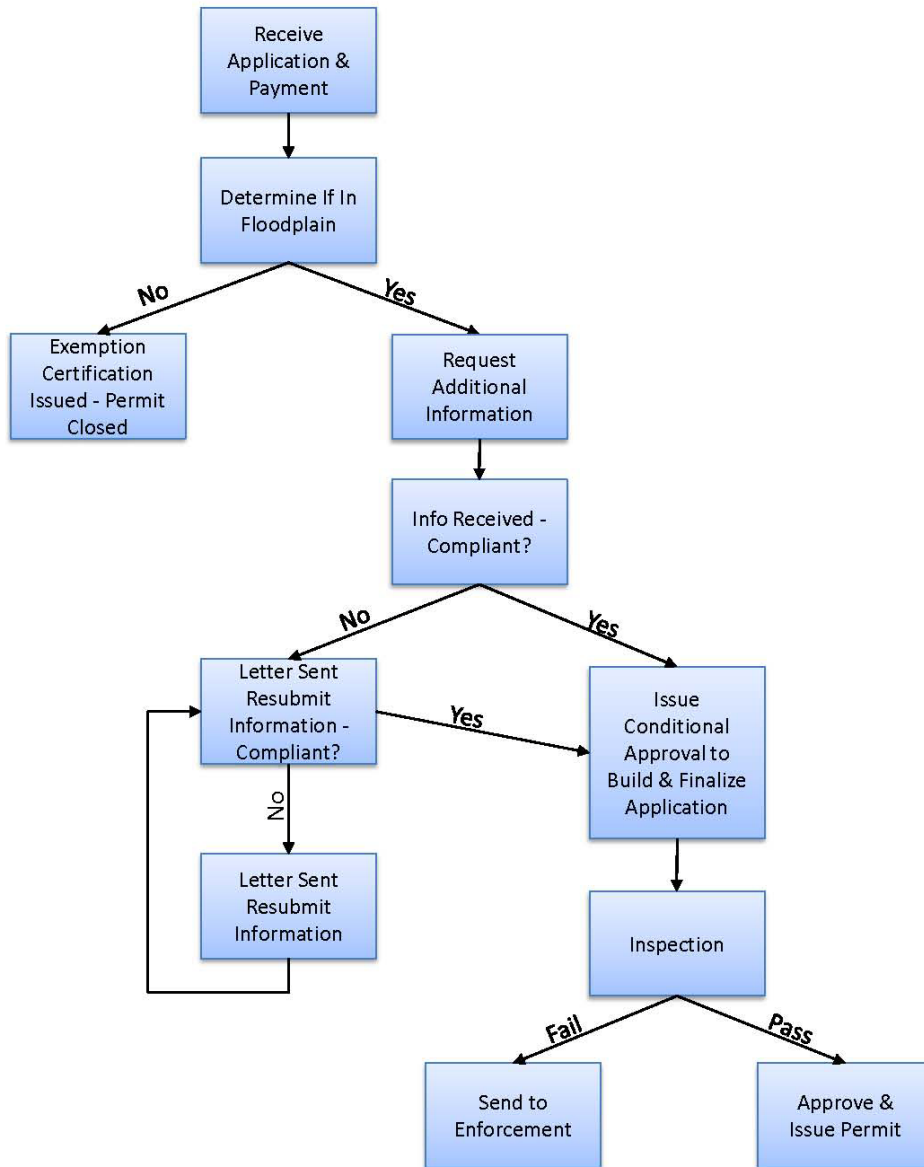 Receive
Application &
Payment
Determine If In
Floodplain
No
Yes
Exemption
Certification
Issued - Permit
Closed
Request
Additional
Information
Info Received -
Compliant?
No
Yes
Letter Sent
Resubmit
Information -
Compliant?
Yes
Issue
Conditional
Approval to
Build & Finalize
Application
No
Letter Sent
Resubmit
Information
Inspection
Fail
Pass
Send to
Enforcement
Approve &
Issue Permit